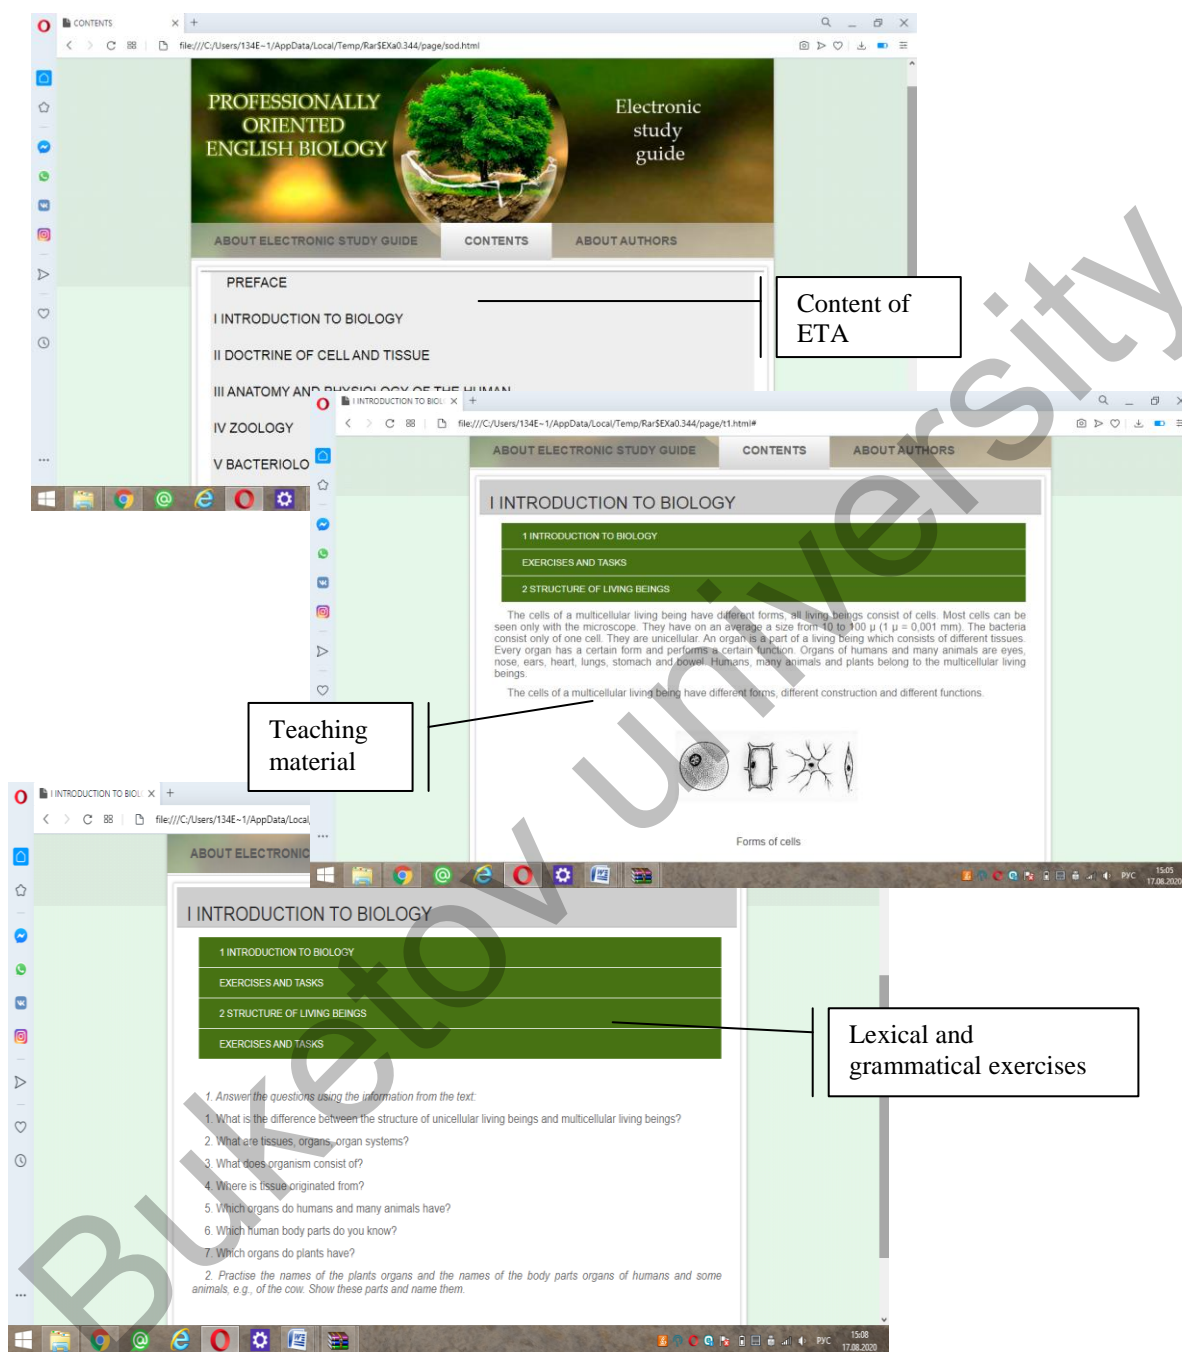 CONTENTS
file:///C:/Users/134E~1/AppData/Local/Temp/Rar$EXa0.344/page/sod.html
PROFESSIONALLY
ORIENTED
ENGLISH BIOLOGY
Electronic
study
guide
ABOUT ELECTRONIC STUDY GUIDE CONTENTS ABOUT AUTHORS
PREFACE
I INTRODUCTION TO BIOLOGY
II DOCTRINE OF CELL AND TISSUE
III ANATOMY AND PHYSIOLOGY OF THE HUMAN
IV ZOOLOGY
V BACTERIOLO
Content of
ETA
I INTRODUCTION TO BIOL
file:///C:/Users/134E~1/AppData/Local/Temp/Rar$EXa0.344/page/t1.html#
ABOUT ELECTRONIC STUDY GUIDE CONTENTS ABOUT AUTHORS
I INTRODUCTION TO BIOLOGY
1 INTRODUCTION TO BIOLOGY
EXERCISES AND TASKS
2 STRUCTURE OF LIVING BEINGS
The cells of a multicellular living being have different forms, all living beings consist of cells. Most cells can be
seen only with the microscope. They have on an average a size from 10 to 100 µ (1 µ = 0,001 mm). The bacteria
consist only of one cell. They are unicellular. An organ is a part of a living being which consists of different tissues.
Every organ has a certain form and performs a certain function. Organs of humans and many animals are eyes,
nose, ears, heart, lungs, stomach and bowel. Humans, many animals and plants belong to the multicellular living
beings.
The cells of a multicellular living being have different forms, different construction and different functions.
Forms of cells
РУС
15:05
17.08.2020
Teaching
material
I INTRODUCTION TO BIOL
file:///C:/Users/134E~1/AppData/Local
ABOUT ELECTRONIC
I INTRODUCTION TO BIOLOGY
1 INTRODUCTION TO BIOLOGY
EXERCISES AND TASKS
2 STRUCTURE OF LIVING BEINGS
EXERCISES AND TASKS
Lexical and
grammatical exercises
1. Answer the questions using the information from the text:
1. What is the difference between the structure of unicellular living beings and multicellular living beings?
2. What are tissues, organs, organ systems?
3. What does organism consist of?
4. Where is tissue originated from?
5. Which organs do humans and many animals have?
6. Which human body parts do you know?
7. Which organs do plants have?
2. Practise the names of the plants organs and the names of the body parts organs of humans and some
animals, e.g., of the cow. Show these parts and name them.
РУС
15:08
17.08.2020
Buketov university